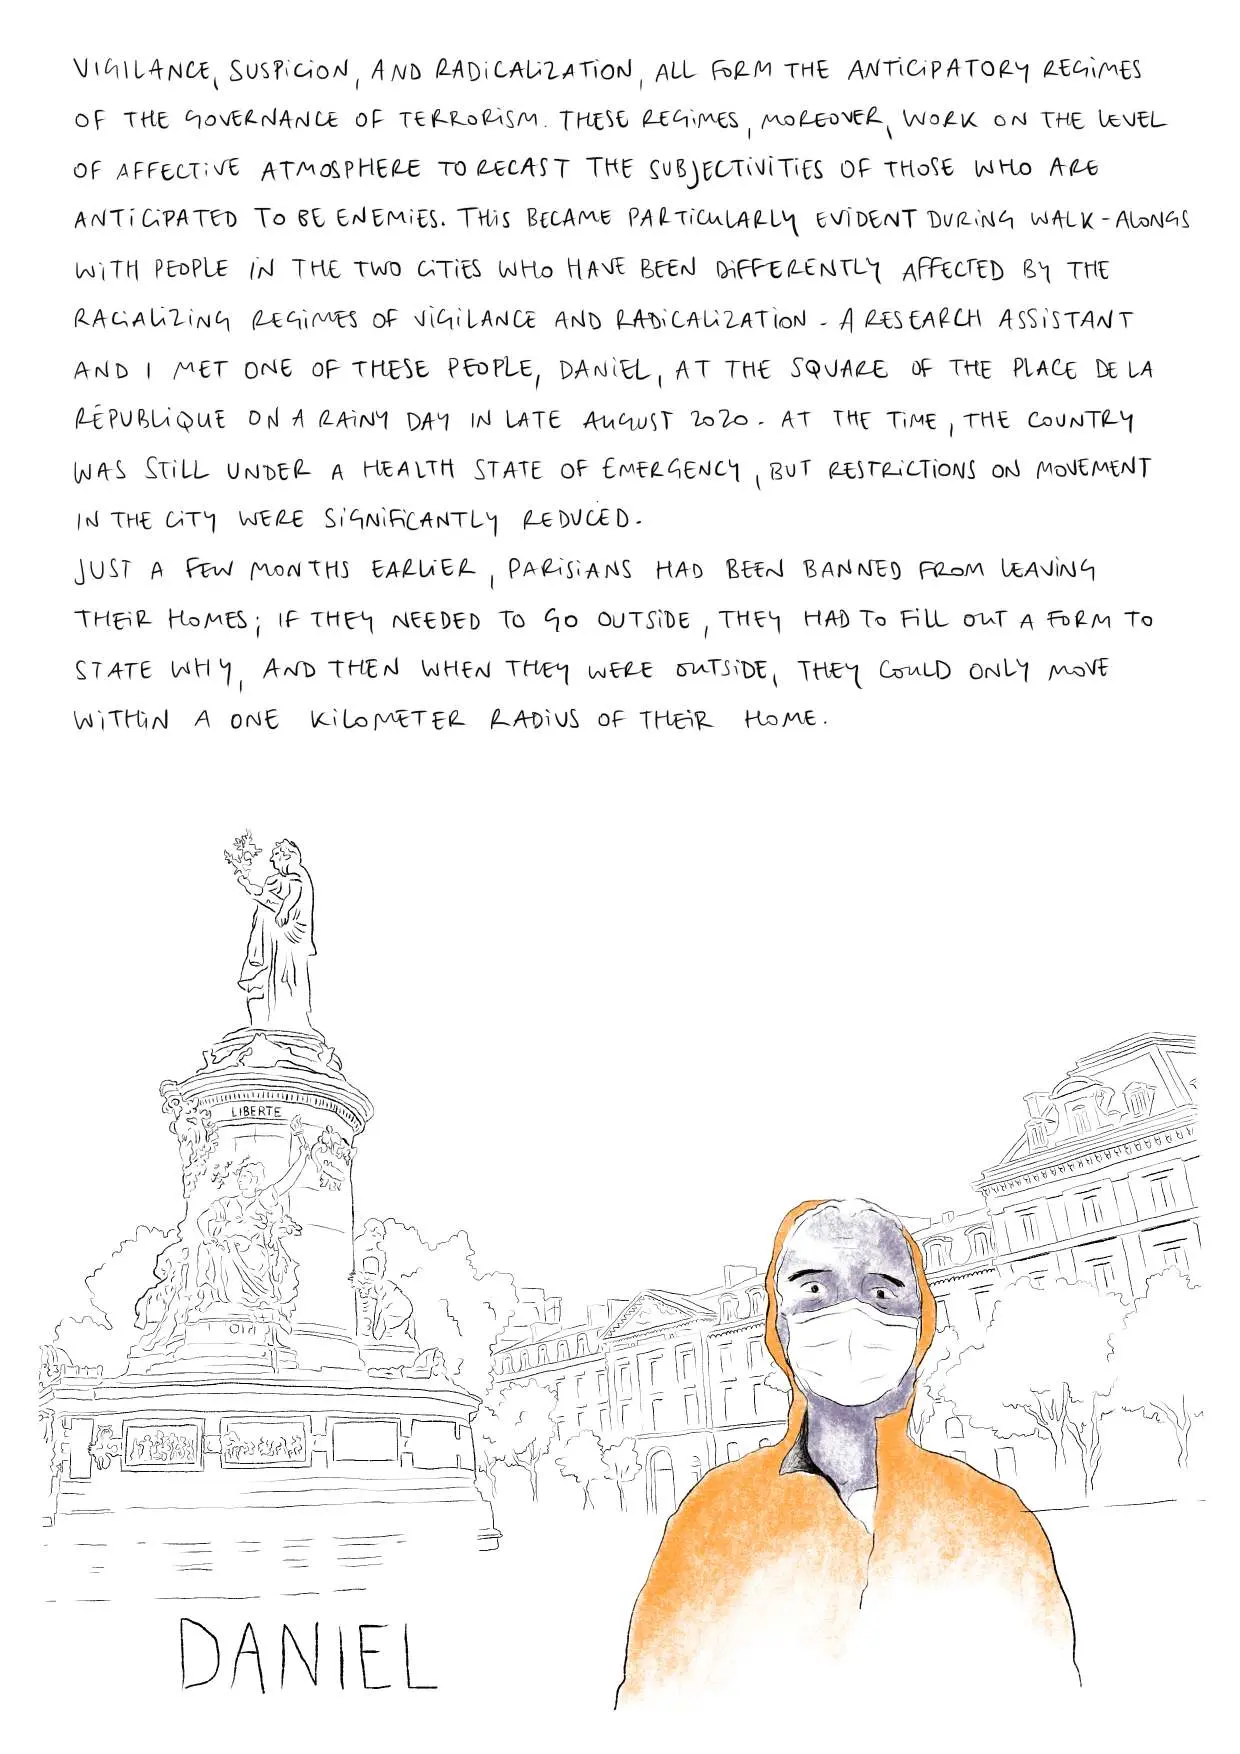 VIGILANCE, SUSPICION, AND RADICALIZATION, ALL FORM THE ANTICIPATORY REGIMES
OF THE GOVERNANCE OF TERRORISM. THESE REGIMES, MOREOVER, WORK ON THE LEVEL
OF AFFECTIVE ATMOSPHERE TO RECAST THE SUBJECTIVITIES OF THOSE WHO ARE
ANTICIPATED TO BE ENEMIES. THIS BECAME PARTICULARLY EVIDENT DURING WALK-ALONGS
WITH PEOPLE IN THE TWO CITIES WHO HAVE BEEN DIFFERENTLY AFFECTED BY THE
RACIALIZING REGIMES OF VIGILANCE AND RADICALIZATION. A RESEARCH ASSISTANT
AND I MET ONE OF THESE PEOPLE, DANIEL, AT THE SQUARE OF THE PLACE DE LA
RÉPUBLIQUE ON A RAINY DAY IN LATE AUGUST 2020. AT THE TIME, THE COUNTRY
WAS STILL UNDER A HEALTH STATE OF EMERGENCY, BUT RESTRICTIONS ON MOVEMENT
IN THE CITY WERE SIGNIFICANTLY REDUCED.
JUST A FEW MONTHS EARLIER, PARISIANS HAD BEEN BANNED FROM LEAVING
THEIR HOMES; IF THEY NEEDED TO GO OUTSIDE, THEY HAD TO FILL OUT A FORM TO
STATE WHY, AND THEN WHEN THEY WERE OUTSIDE, THEY COULD ONLY MOVE
WITHIN A ONE KILOMETER RADIUS OF THEIR HOME.
LIBERTE
DANIEL